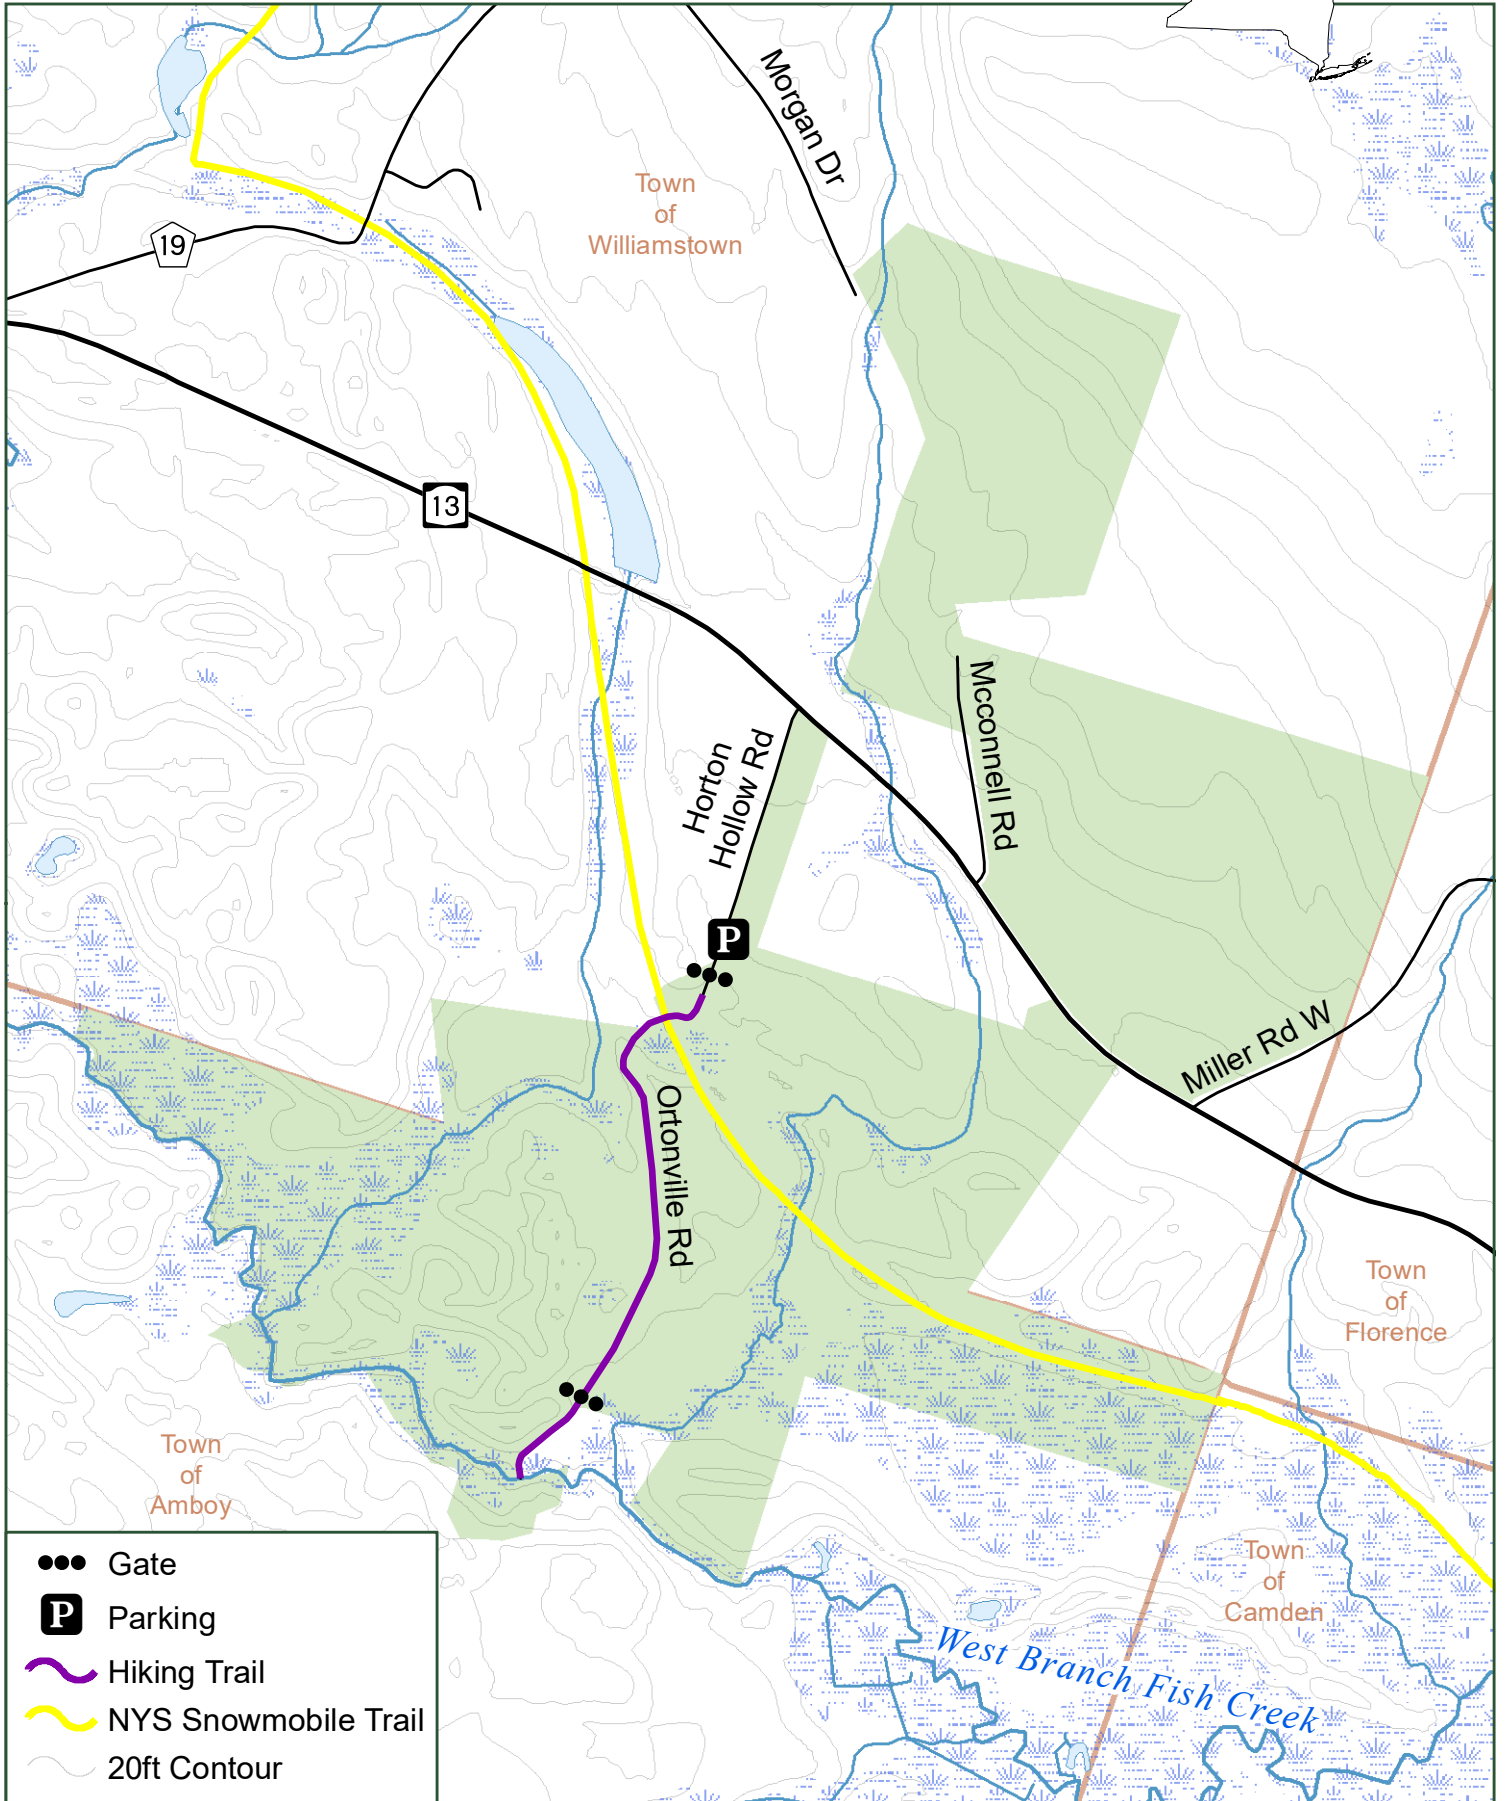 Morgan Dr
Town
of
Williamstown
19
13
Horton
Hollow Rd
Mcconnell Rd
P
Miller Rd W
Ortonville Rd
Town
of
Florence
Town
of
Amboy
Town
of
Camden
West Branch Fish Creek
Gate
P Parking
Hiking Trail
NYS Snowmobile Trail
20ft Contour